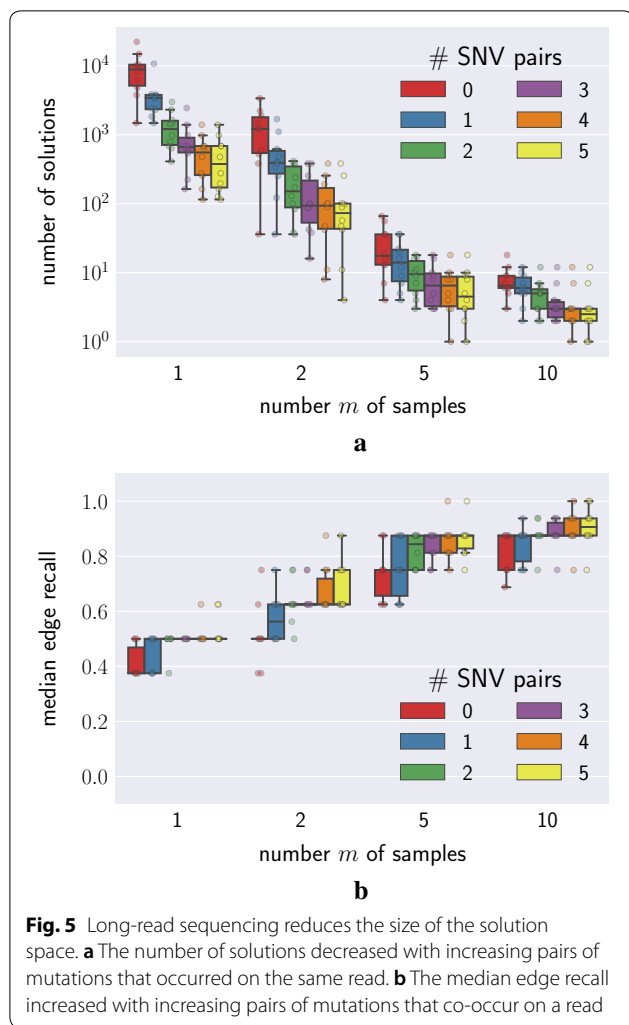 # SNV pairs
0 3
1 4
2 5
10^4
10^3
10^2
10^1
10^0
number of solutions
1 2 5 10
number m of samples
a
1.0
0.8
0.6
0.4
0.2
0.0
median edge recall
# SNV pairs
0 3
1 4
2 5
1 2 5 10
number m of samples
b
Fig. 5 Long-read sequencing reduces the size of the solution
space. a The number of solutions decreased with increasing pairs of
mutations that occurred on the same read. b The median edge recall
increased with increasing pairs of mutations that co-occur on a read